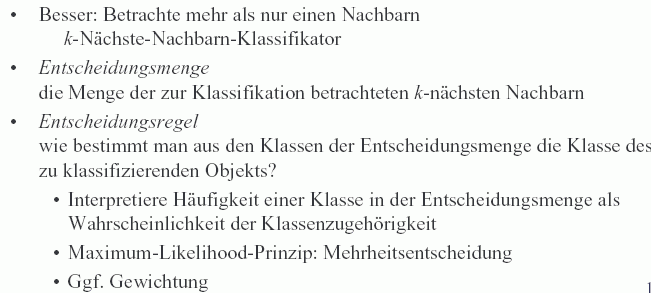 • Besser: Betrachte mehr als nur einen Nachbarn
k-Nächste-Nachbarn-Klassifikator
• Entscheidungsmenge
die Menge der zur Klassifikation betrachteten k-nächsten Nachbarn
• Entscheidungsregel
wie bestimmt man aus den Klassen der Entscheidungsmenge die Klasse des
zu klassifizierenden Objekts?
• Interpretiere Häufigkeit einer Klasse in der Entscheidungsmenge als
Wahrscheinlichkeit der Klassenzugehörigkeit
• Maximum-Likelihood-Prinzip: Mehrheitsentscheidung
• Ggf. Gewichtung
1